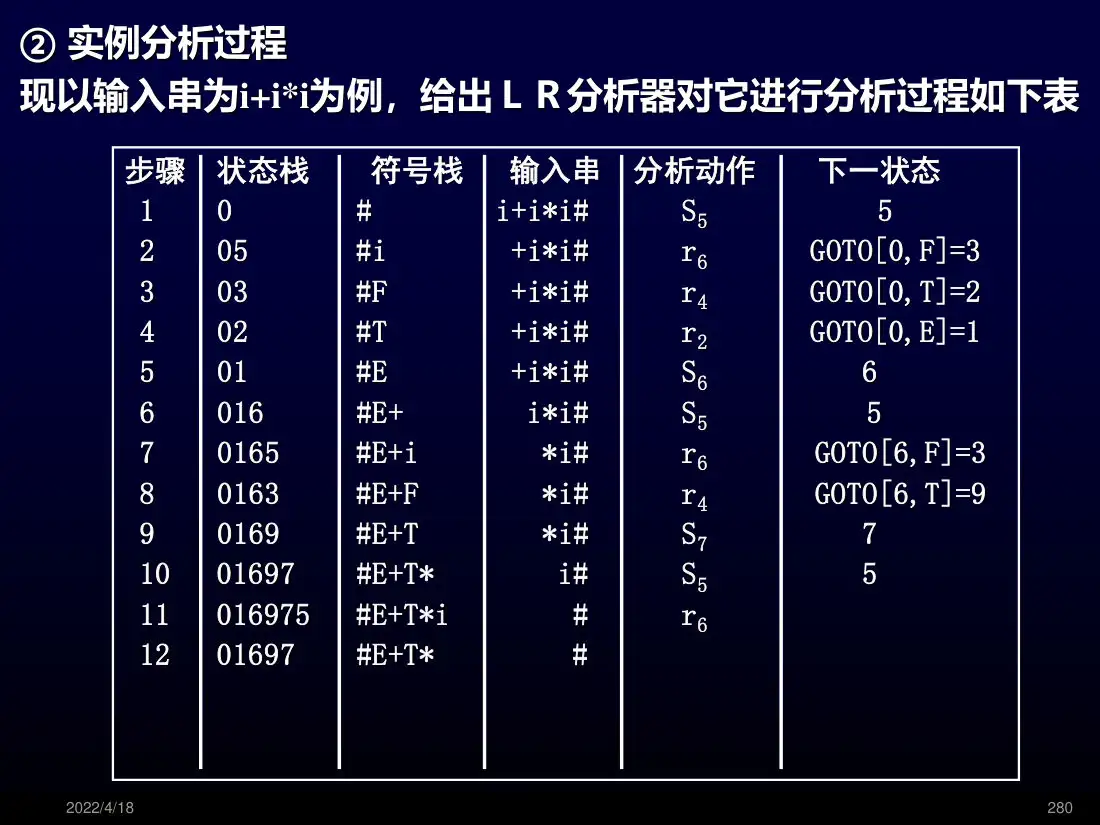 ② 实例分析过程
现以输入串为i+i*i为例，给出ＬＲ分析器对它进行分析过程如下表
步骤 状态栈 符号栈 输入串 分析动作 下一状态
1 0 # i+i*i# S5 5
2 05 #i +i*i# r6 GOTO[0,F]=3
3 03 #F +i*i# r4 GOTO[0,T]=2
4 02 #T +i*i# r2 GOTO[0,E]=1
5 01 #E +i*i# S6 6
6 016 #E+ i*i# S5 5
7 0165 #E+i *i# r6 GOTO[6,F]=3
8 0163 #E+F *i# r4 GOTO[6,T]=9
9 0169 #E+T *i# S7 7
10 01697 #E+T* i# S5 5
11 016975 #E+T*i # r6
12 01697 #E+T* #
2022/4/18 280